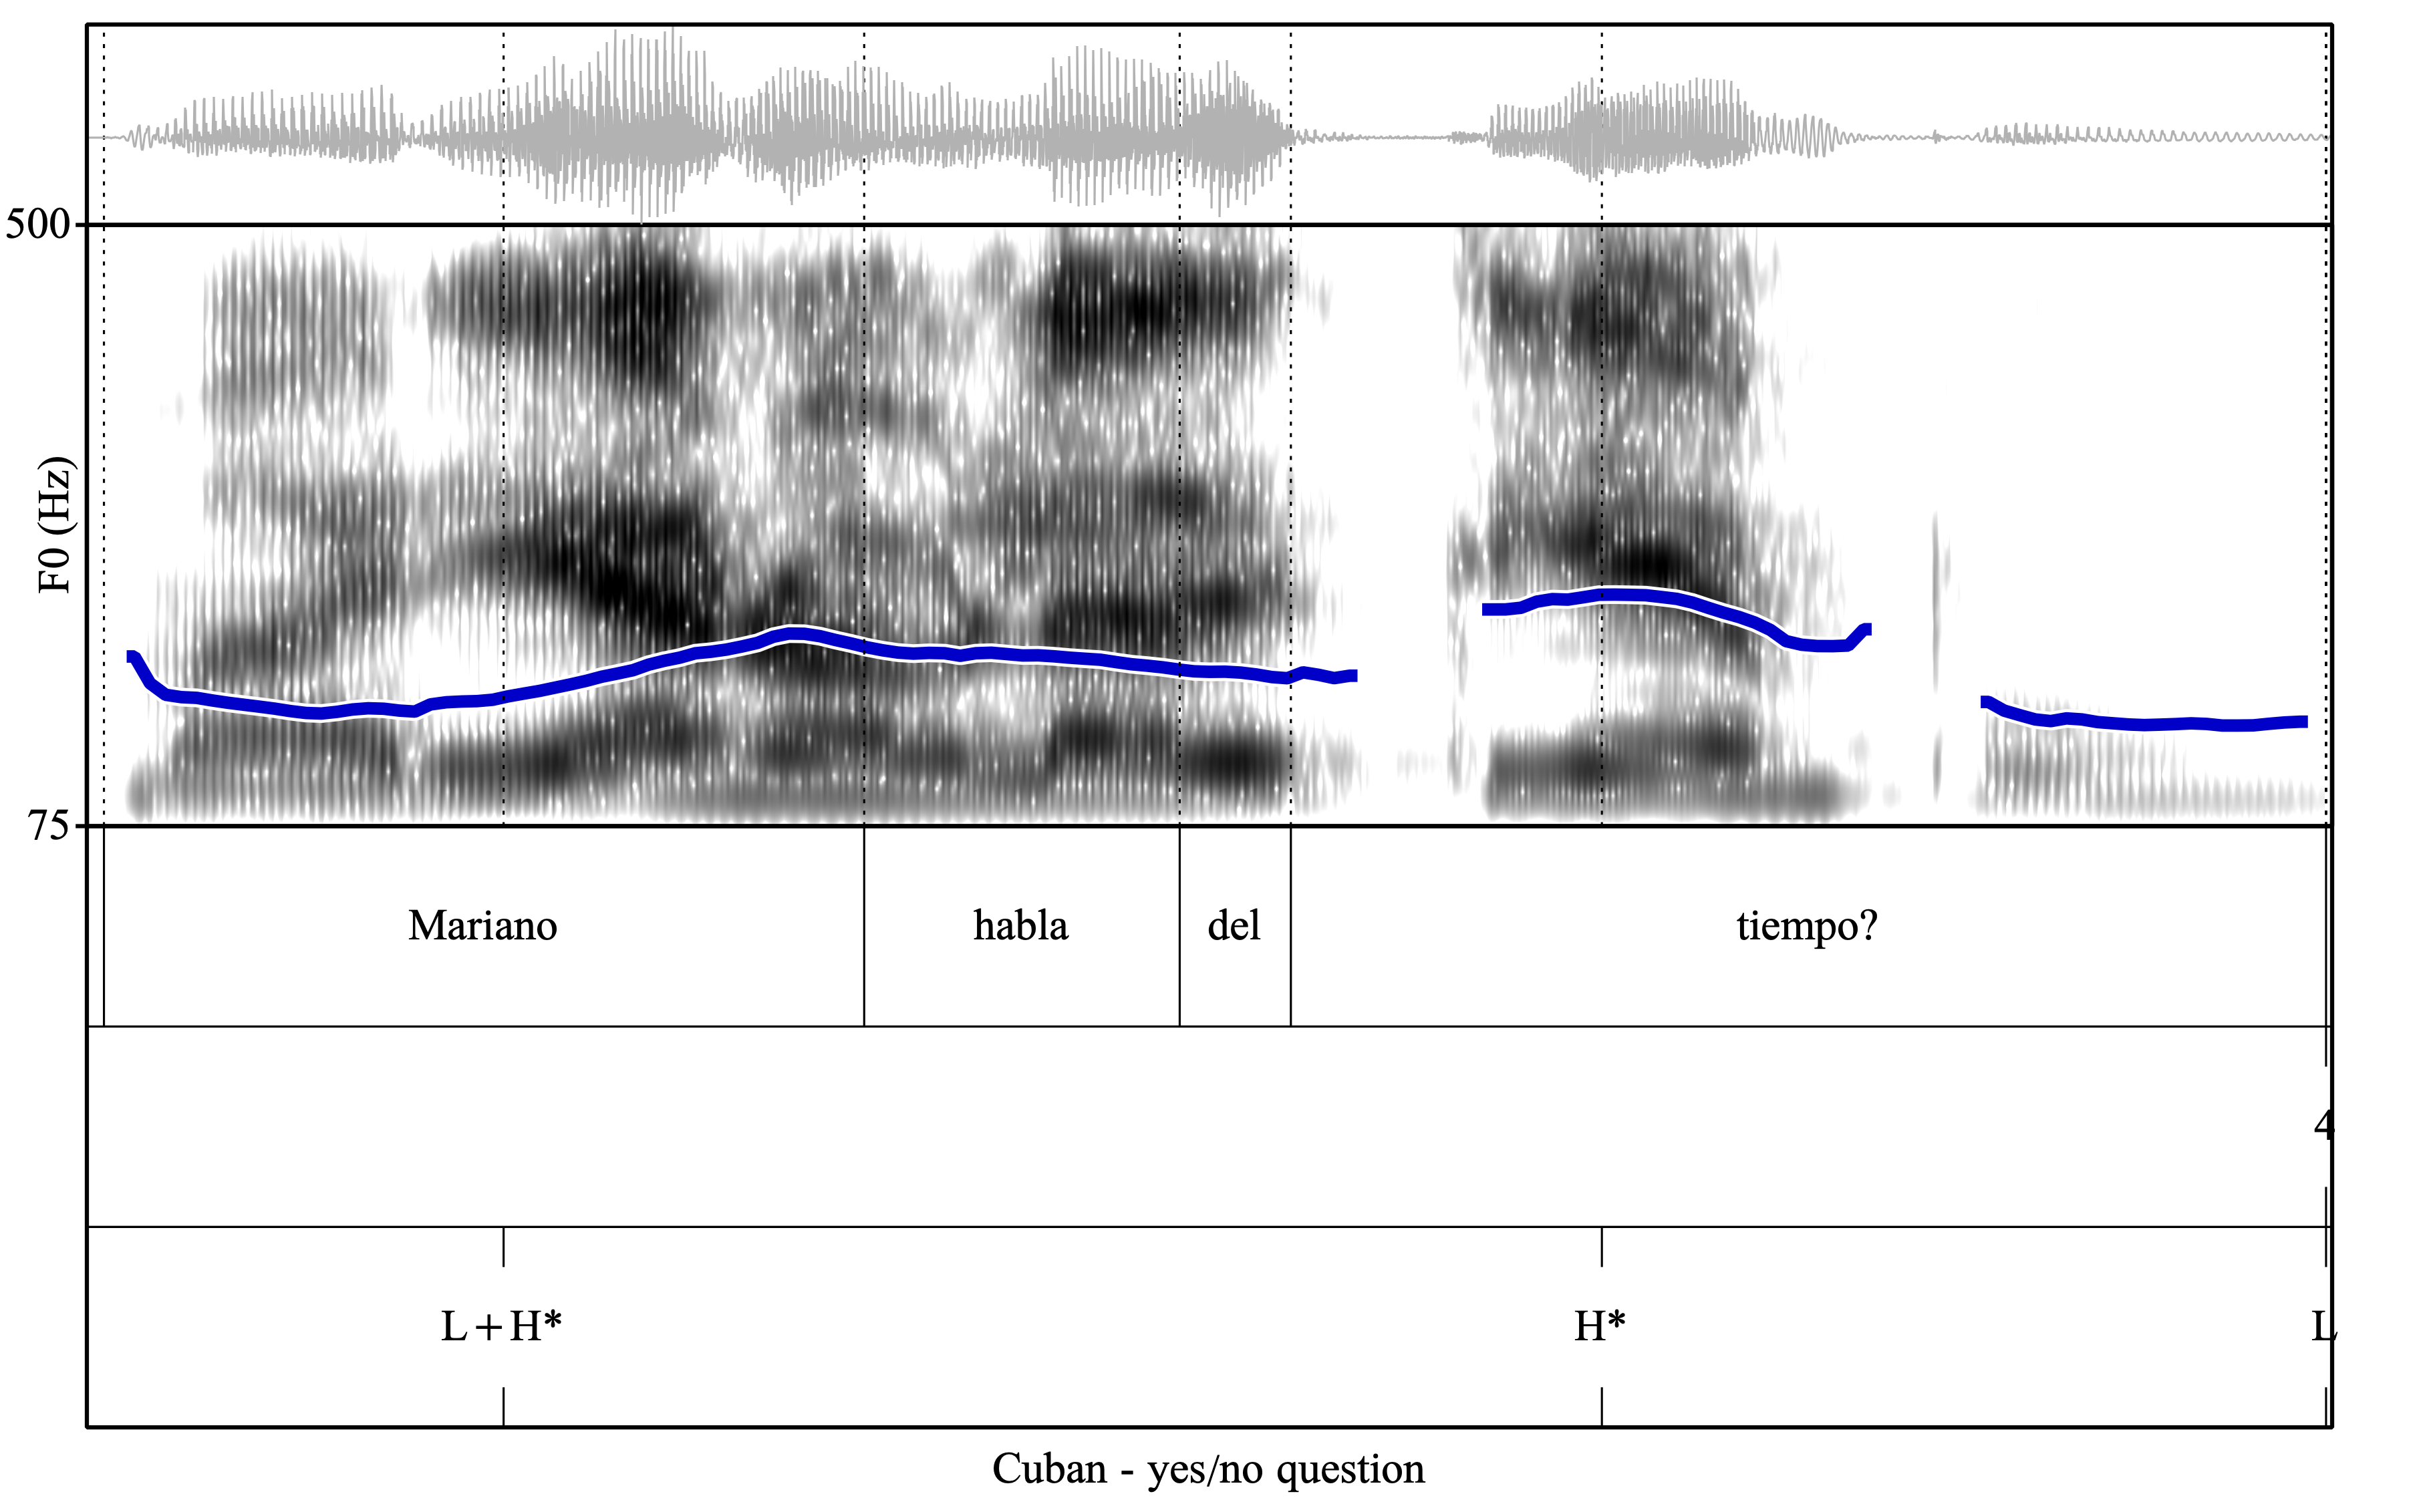 500
F0 (Hz)
75
Mariano habla del tiempo?
4
L+H* H* L
Cuban - yes/no question